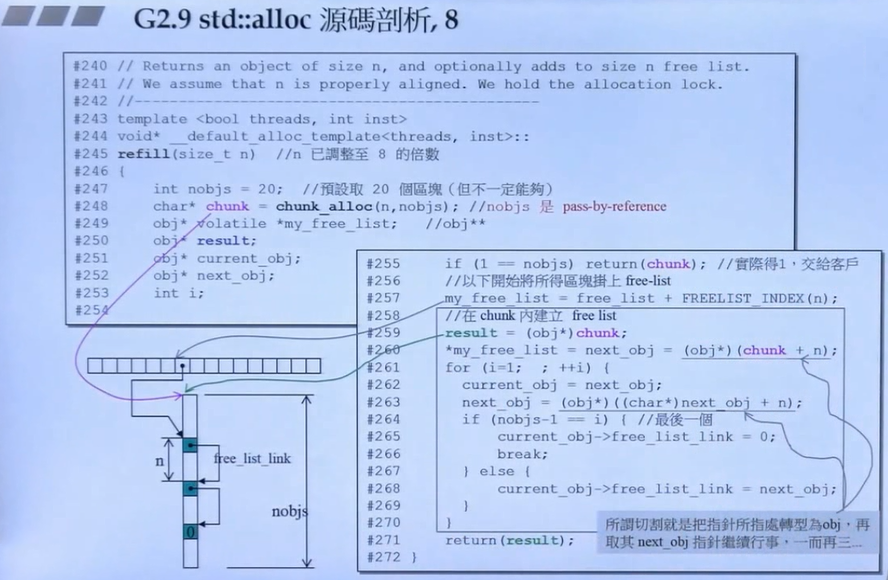 G2.9 std::alloc 源碼剖析, 8
#240 // Returns an object of size n, and optionally adds to size n free list.
#241 // We assume that n is properly aligned. We hold the allocation lock.
#242 //--------------------------------------------------
#243 template <bool threads, int inst>
#244 void* __default_alloc_template<threads, inst>::
#245 refill(size_t n)  //n 已調整至 8 的倍數
#246 {
#247     int nobjs = 20;  //預設取 20 個區塊（但不一定能夠）
#248     char* chunk = chunk_alloc(n,nobjs); //nobjs 是 pass-by-reference
#249     obj* volatile *my_free_list;   //obj**
#250     obj* result;
#251     obj* current_obj;
#252     obj* next_obj;
#253     int i;
#254
#255     if (1 == nobjs) return(chunk); //實際得1，交給客戶
#256     //以下開始將所得區塊掛上 free-list
#257     my_free_list = free_list + FREELIST_INDEX(n);
#258     //在 chunk 內建立  free list
#259     result = (obj*)chunk;
#260     *my_free_list = next_obj = (obj*)(chunk + n);
#261     for (i=1;  ; ++i) {
#262       current_obj = next_obj;
#263       next_obj = (obj*)((char*)next_obj + n);
#264       if (nobjs-1 == i) { //最後一個
#265           current_obj->free_list_link = 0;
#266           break;
#267       } else {
#268           current_obj->free_list_link = next_obj;
#269       }
#270     }
#271     return(result);
#272 }
n
free_list_link
nobjs
0
所謂切割就是把指針所指處轉型為obj，再
取其 next_obj 指針繼續行事，一而再三...